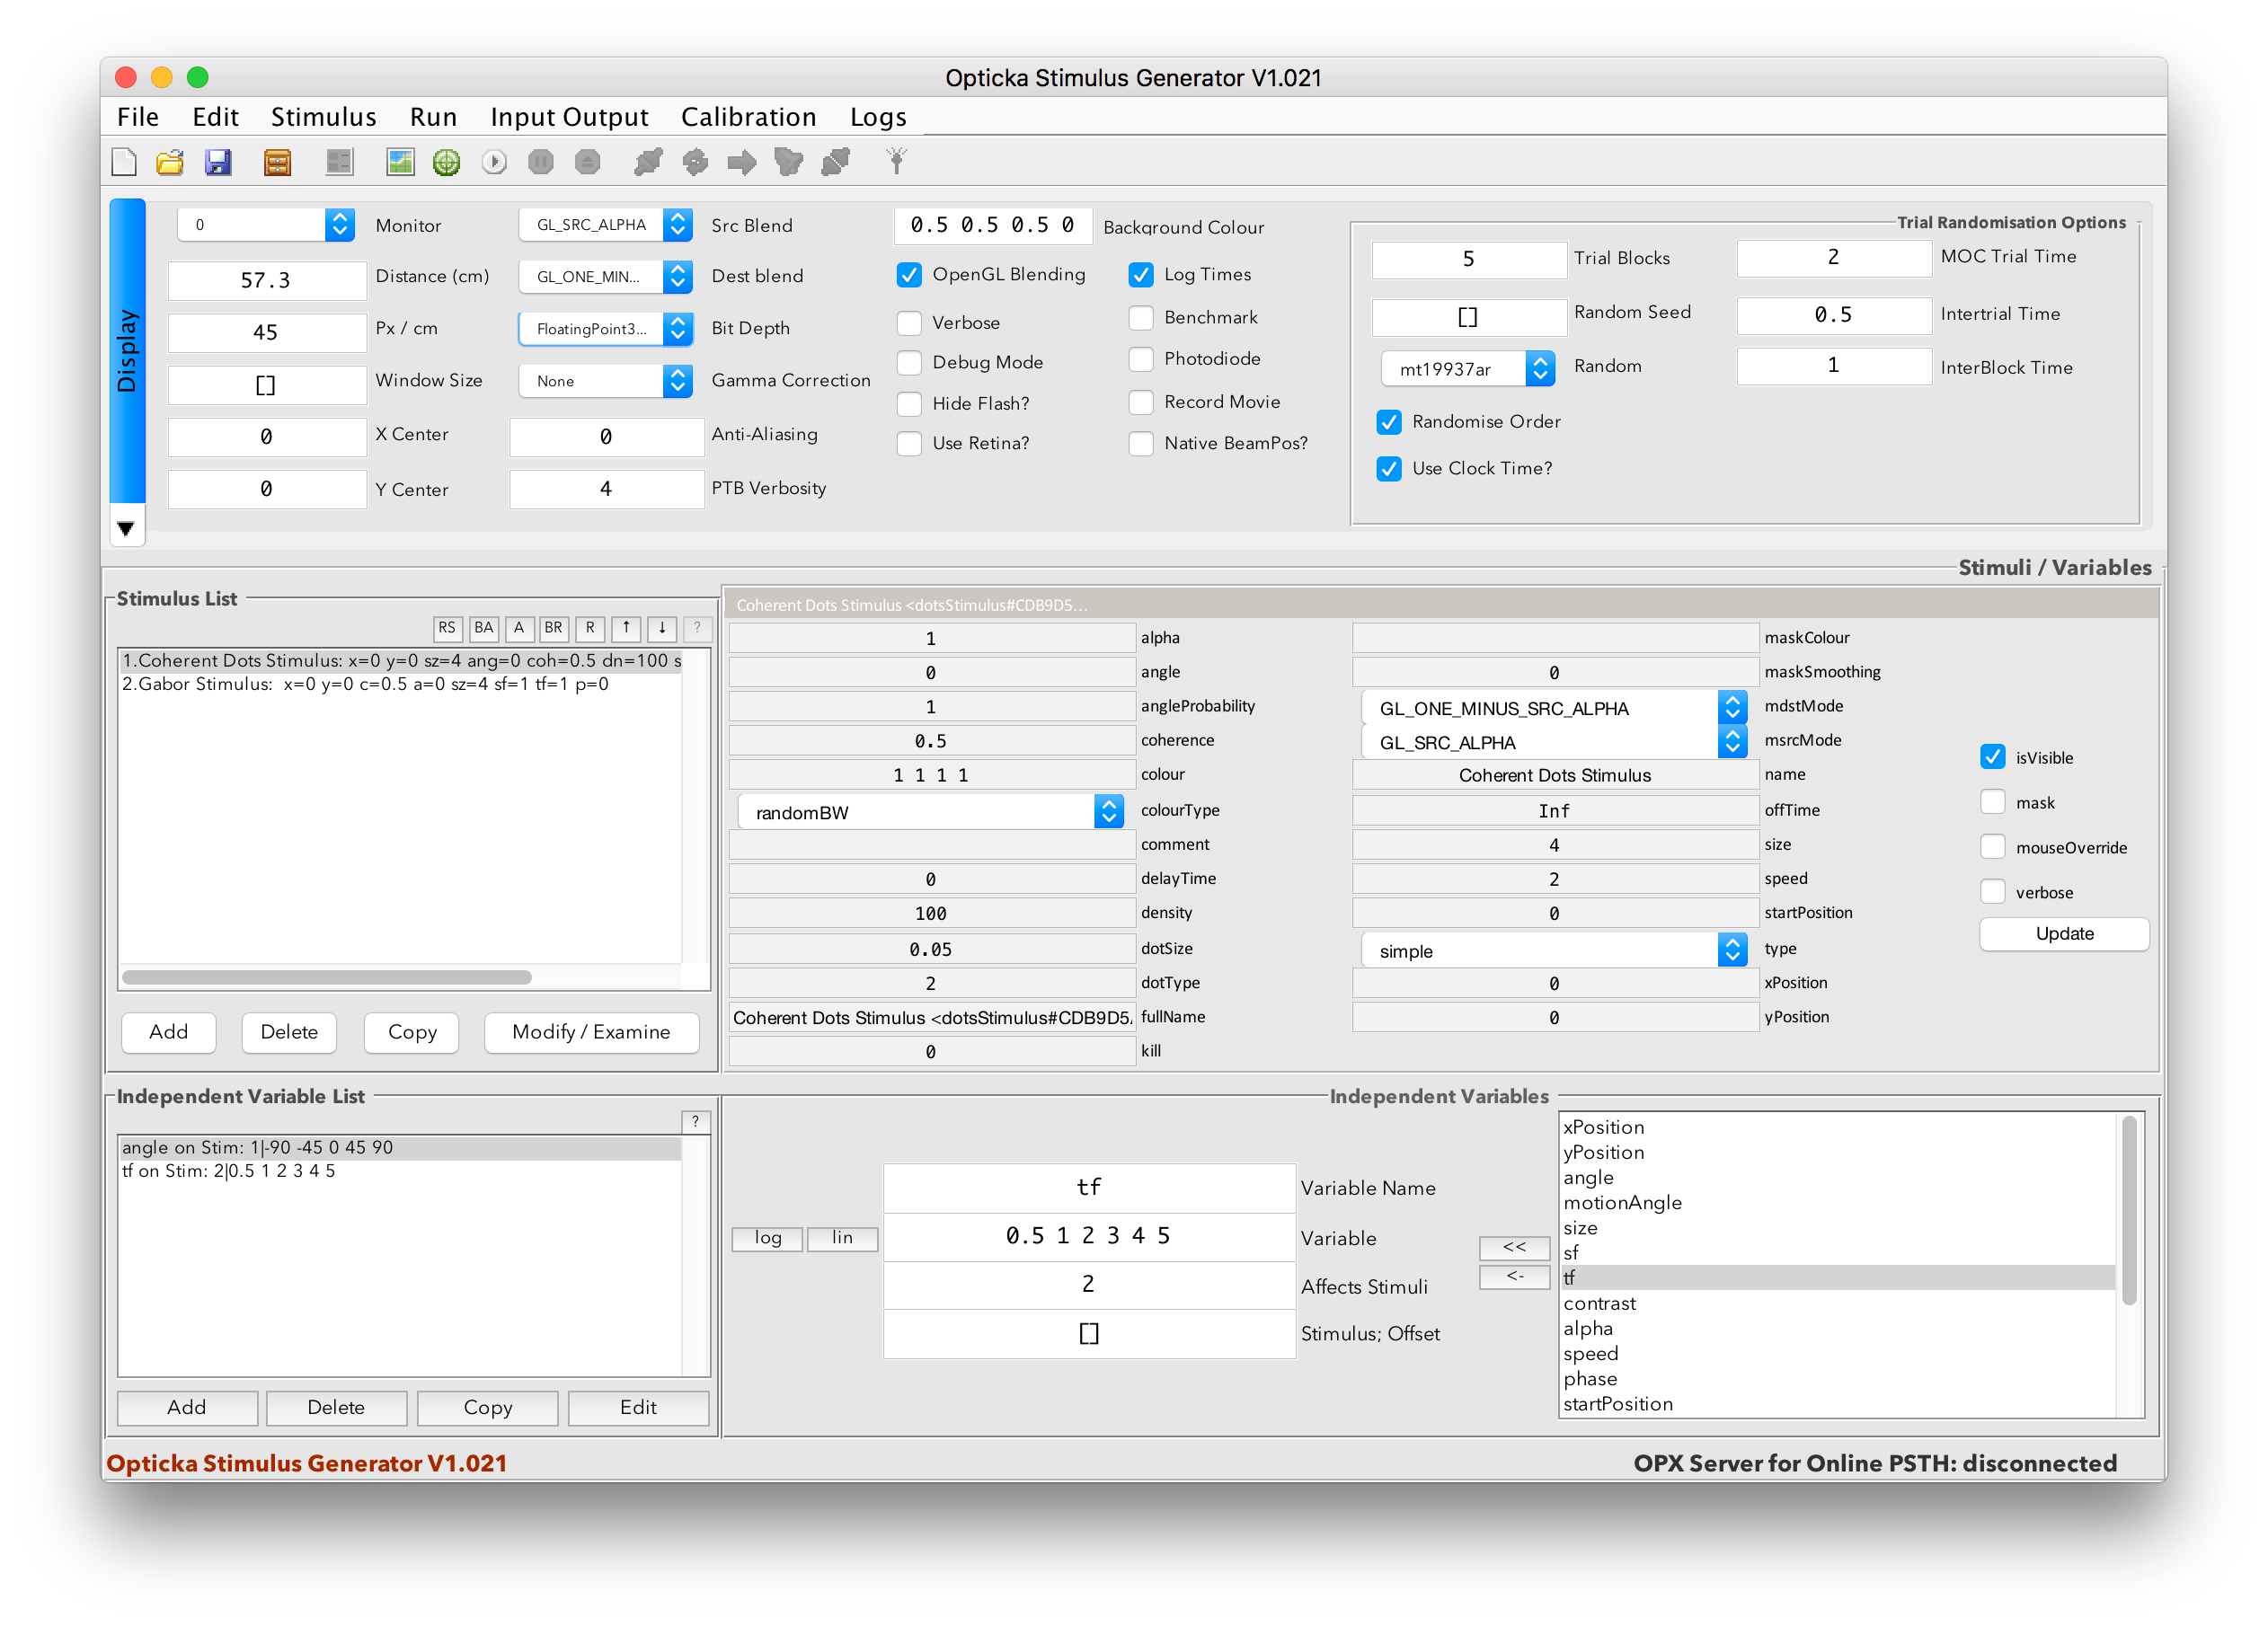 Opticka Stimulus Generator V1.021
File Edit Stimulus Run Input Output Calibration Logs
Display
0 Monitor
57.3 Distance (cm)
45 Px / cm
[] Window Size
0 X Center
0 Y Center
GL_SRC_ALPHA Src Blend
GL_ONE_MIN... Dest blend
FloatingPoint3... Bit Depth
None Gamma Correction
0 Anti-Aliasing
4 PTB Verbosity
0.5 0.5 0.5 0 Background Colour
OpenGL Blending
Verbose
Debug Mode
Hide Flash?
Use Retina?
Log Times
Benchmark
Photodiode
Record Movie
Native BeamPos?
Trial Randomisation Options
5 Trial Blocks
[] Random Seed
mt19937ar Random
Randomise Order
Use Clock Time?
2 MOC Trial Time
0.5 Intertrial Time
1 InterBlock Time
Stimuli / Variables
Stimulus List
RS BA A BR R ↑ ↓ ?
1.Coherent Dots Stimulus: x=0 y=0 sz=4 ang=0 coh=0.5 dn=100 s
2.Gabor Stimulus:  x=0 y=0 c=0.5 a=0 sz=4 sf=1 tf=1 p=0
Add Delete Copy Modify / Examine
Coherent Dots Stimulus <dotsStimulus#CDB9D5...
1 alpha
0 angle
1 angleProbability
0.5 coherence
1 1 1 1 colour
randomBW colourType
comment
0 delayTime
100 density
0.05 dotSize
2 dotType
Coherent Dots Stimulus <dotsStimulus#CDB9D5 fullName
0 kill
maskColour
0 maskSmoothing
GL_ONE_MINUS_SRC_ALPHA mdstMode
GL_SRC_ALPHA msrcMode
Coherent Dots Stimulus name
Inf offTime
4 size
2 speed
0 startPosition
simple type
0 xPosition
0 yPosition
isVisible
mask
mouseOverride
verbose
Update
Independent Variable List
?
angle on Stim: 1|-90 -45 0 45 90
tf on Stim: 2|0.5 1 2 3 4 5
Add Delete Copy Edit
Independent Variables
log lin
tf Variable Name
0.5 1 2 3 4 5 Variable
2 Affects Stimuli
[] Stimulus; Offset
<<
<-
xPosition
yPosition
angle
motionAngle
size
sf
tf
contrast
alpha
speed
phase
startPosition
Opticka Stimulus Generator V1.021
OPX Server for Online PSTH: disconnected